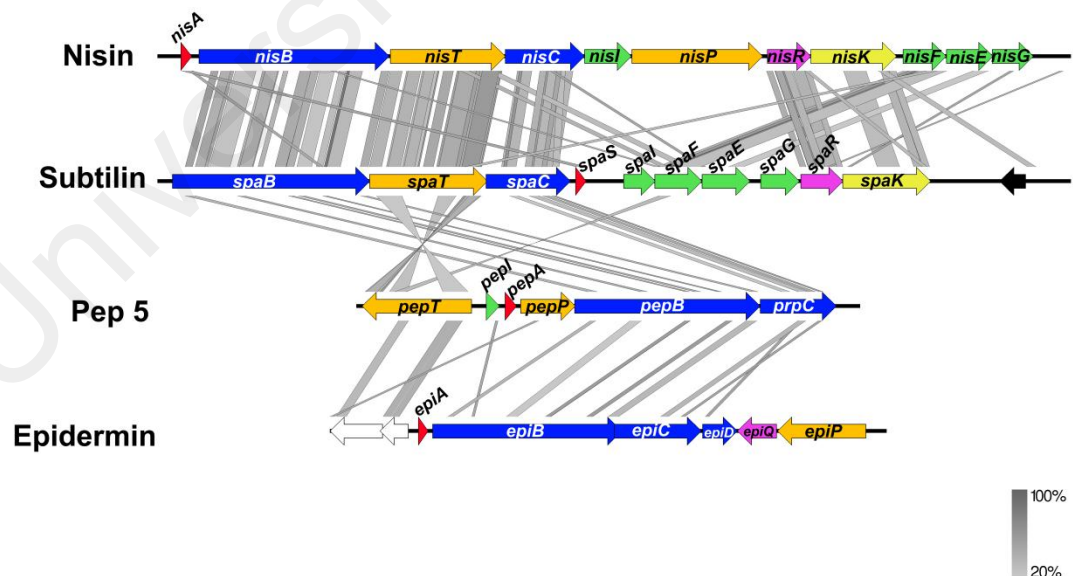 Nisin nisA nisB nisT nisC nisI nisP nisR nisK nisF nisE nisG
Subtilin spaB spaT spaC spaS spaI spaF spaE spaG spaR spaK
Pep 5 pepT pepI pepA pepP pepB prpC
Epidermin epiA epiB epiC epiD epiQ epiP
100%
20%
Univers